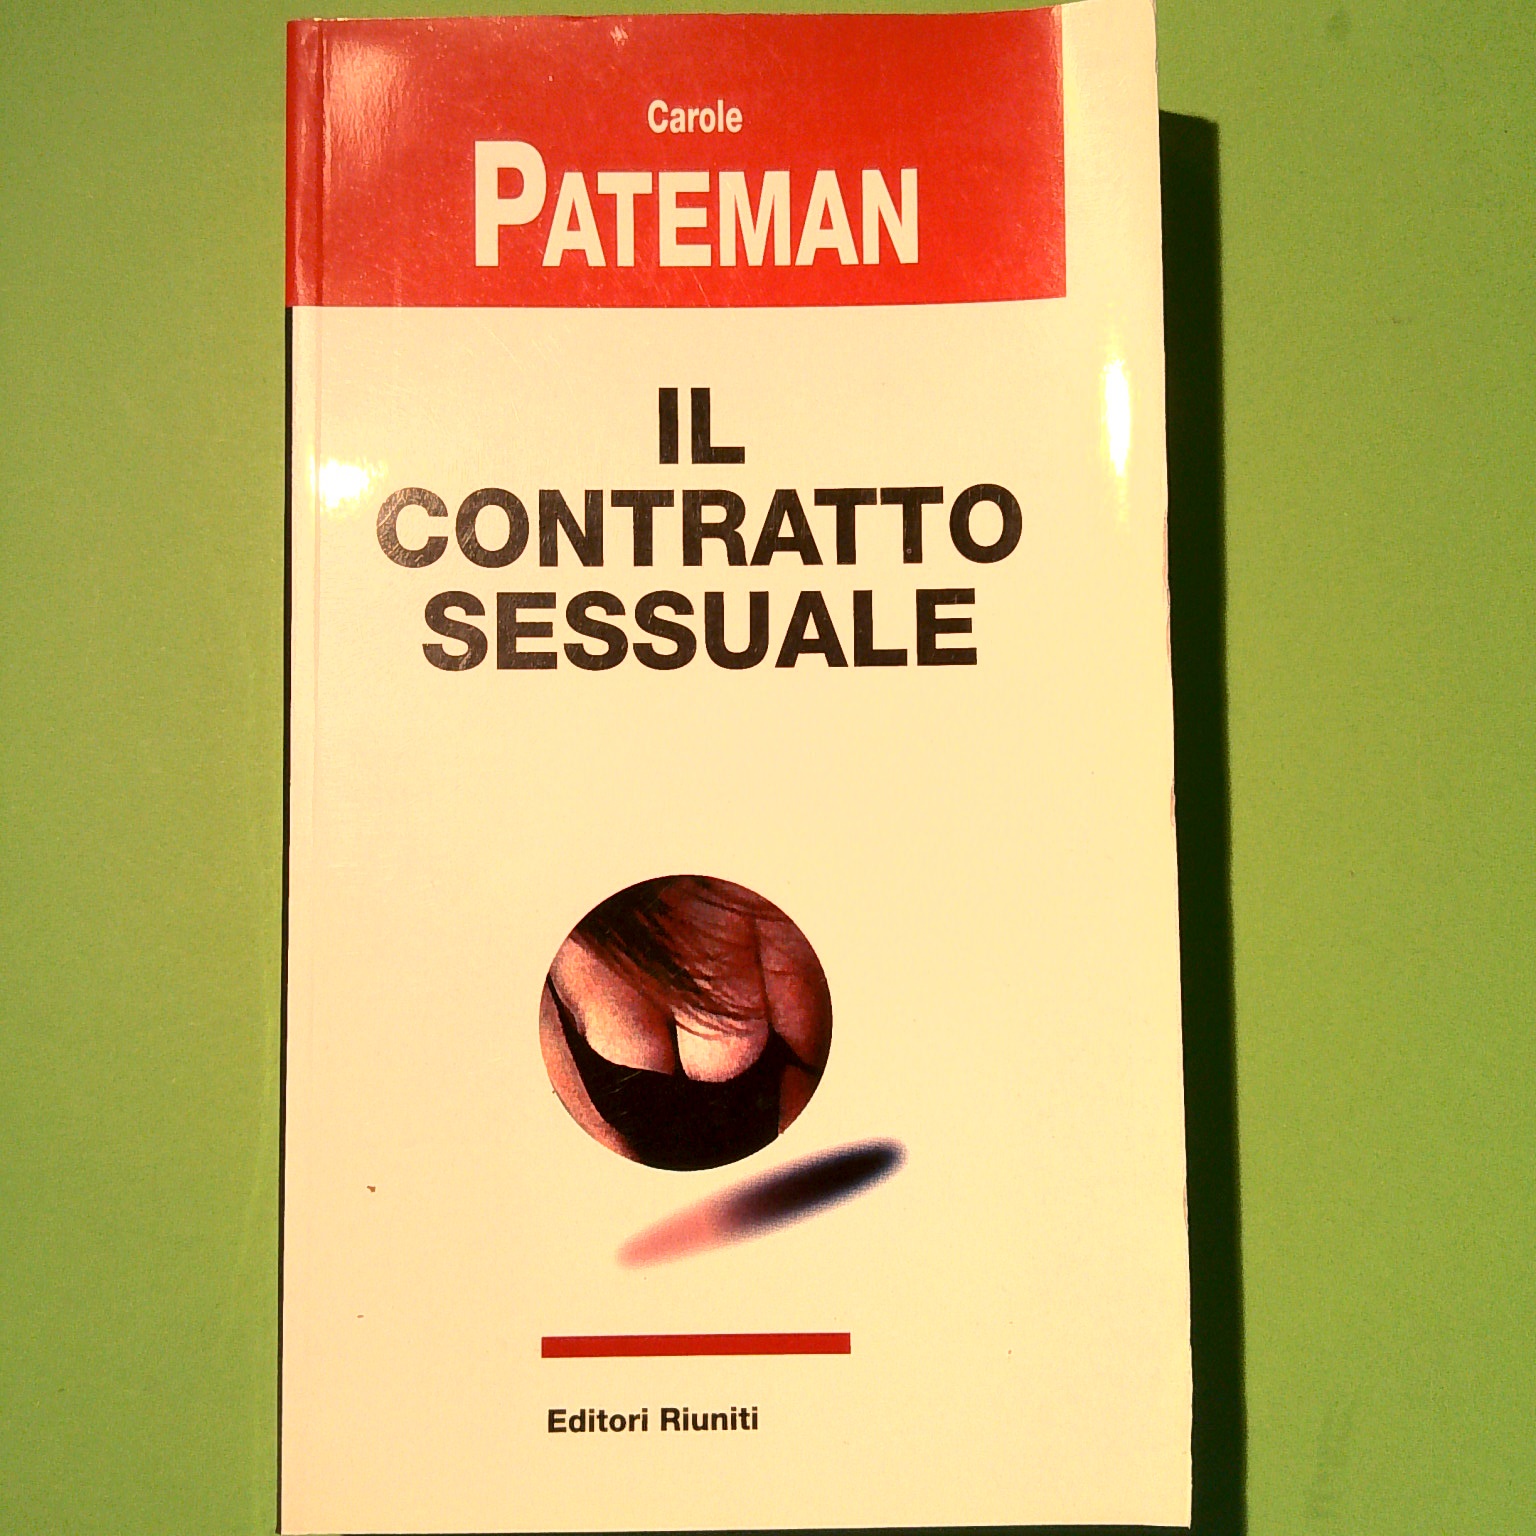 Carole
PATEMAN
IL
CONTRATTO
SESSUALE
Editori Riuniti